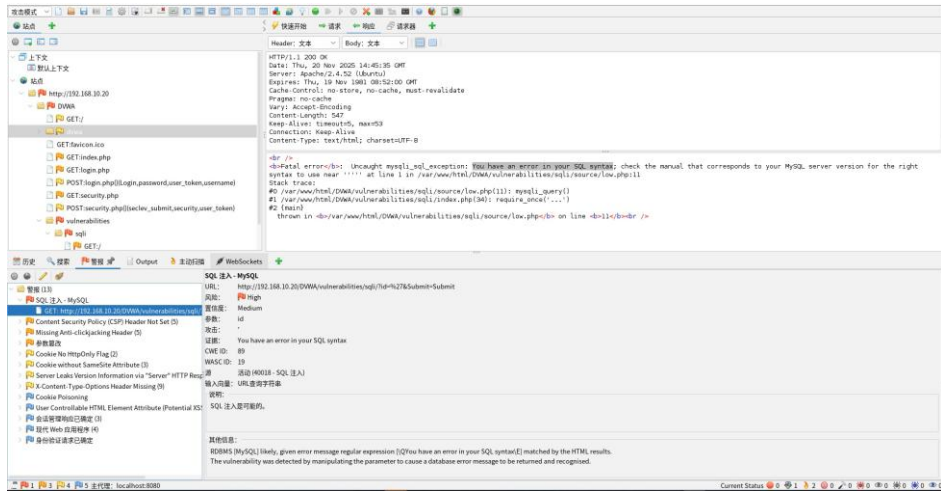 攻击模式
站点
快速开始 请求 响应 请求器
Header: 文本 Body: 文本
上下文
默认上下文
站点
http://192.168.10.20
DVWA
GET:/
GET:favicon.ico
GET:index.php
GET:login.php
POST:login.php()(Login,password,user_token,username)
GET:security.php
POST:security.php()(seclev_submit,security,user_token)
vulnerabilities
sqli
GET:/
HTTP/1.1 200 OK
Date: Thu, 20 Nov 2025 14:45:35 GMT
Server: Apache/2.4.52 (Ubuntu)
Expires: Thu, 19 Nov 1981 08:52:00 GMT
Cache-Control: no-store, no-cache, must-revalidate
Pragma: no-cache
Vary: Accept-Encoding
Content-Length: 547
Keep-Alive: timeout=5, max=53
Connection: Keep-Alive
Content-Type: text/html; charset=UTF-8
<br />
<b>Fatal error</b>:  Uncaught mysqli_sql_exception: You have an error in your SQL syntax; check the manual that corresponds to your MySQL server version for the right
syntax to use near ''''' at line 1 in /var/www/html/DVWA/vulnerabilities/sqli/source/low.php:11
Stack trace:
#0 /var/www/html/DVWA/vulnerabilities/sqli/source/low.php(11): mysqli_query()
#1 /var/www/html/DVWA/vulnerabilities/sqli/index.php(34): require_once('...')
#2 {main}
thrown in <b>/var/www/html/DVWA/vulnerabilities/sqli/source/low.php</b> on line <b>11</b><br />
历史 搜索 警报 Output 主动扫描 WebSockets
警报 (13)
SQL 注入 - MySQL
GET: http://192.168.10.20/DVWA/vulnerabilities/sqli/
Content Security Policy (CSP) Header Not Set (5)
Missing Anti-clickjacking Header (5)
参数篡改
Cookie No HttpOnly Flag (2)
Cookie without SameSite Attribute (3)
Server Leaks Version Information via "Server" HTTP Resp
X-Content-Type-Options Header Missing (9)
Cookie Poisoning
User Controllable HTML Element Attribute (Potential XS
会话管理响应已确定 (3)
现代 Web 应用程序 (4)
身份验证请求已确定
SQL 注入 - MySQL
URL: http://192.168.10.20/DVWA/vulnerabilities/sqli/?id=%27&Submit=Submit
风险: High
置信度: Medium
参数: id
攻击: '
证据: You have an error in your SQL syntax
CWE ID: 89
WASC ID: 19
源 活动 (40018 - SQL 注入)
输入向量: URL查询字符串
说明:
SQL 注入是可能的。
其他信息:
RDBMS [MySQL] likely, given error message regular expression [\QYou have an error in your SQL syntax\E] matched by the HTML results.
The vulnerability was detected by manipulating the parameter to cause a database error message to be returned and recognised.
1 3 4 5 主代理: localhost:8080
Current Status 0 1 2 0 0 0 0 0 0